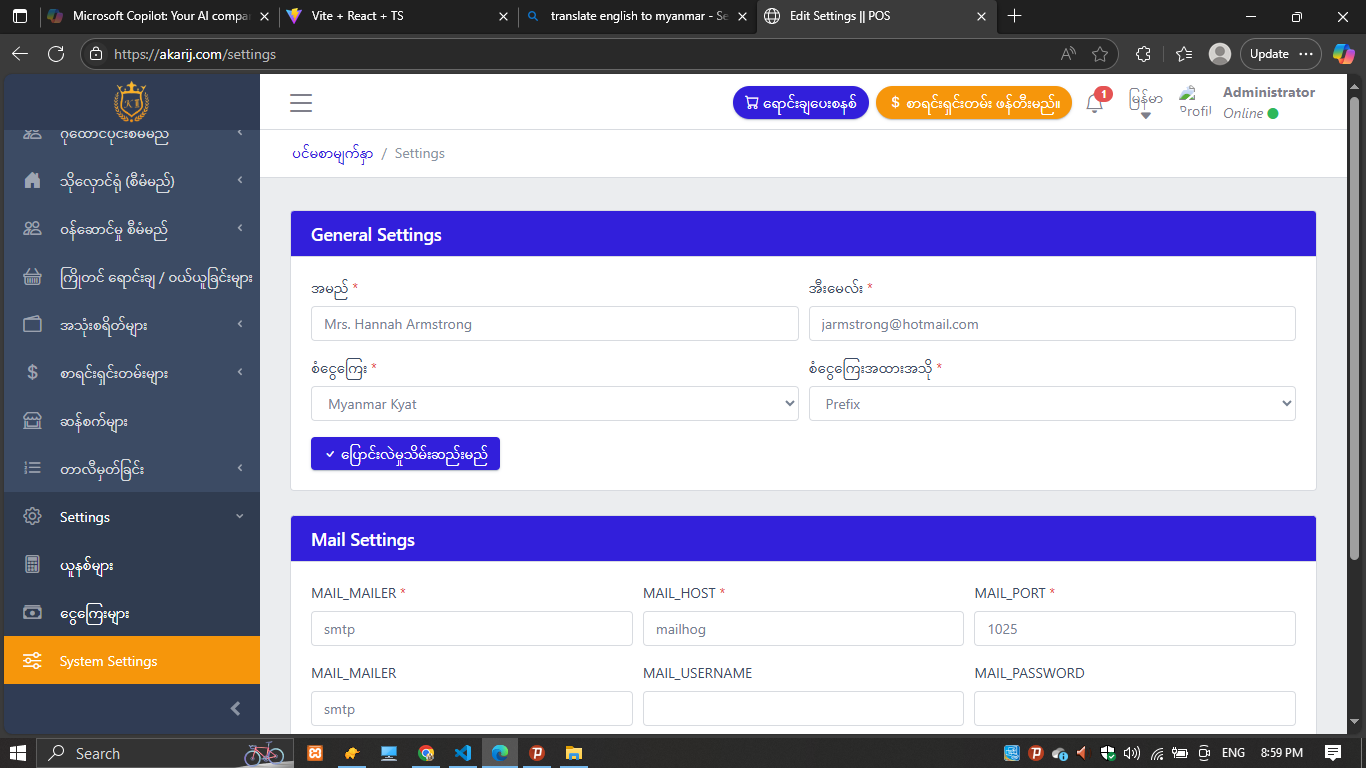 Microsoft Copilot: Your AI compa
Vite + React + TS
translate english to myanmar - Se
Edit Settings || POS
https://akarij.com/settings
Update
ရောင်းချပေးစနစ်
$ စာရင်းရှင်းတမ်း ဖန်တီးမည်။
1
မြန်မာ
Profil
Administrator
Online
ပင်မစာမျက်နှာ / Settings
သိုလှောင်ရုံ (စီမံမည်)
ဝန်ဆောင်မှု စီမံမည်
ကြိုတင် ရောင်းချ / ဝယ်ယူခြင်းများ
အသုံးစရိတ်များ
$ စာရင်းရှင်းတမ်းများ
ဆန်စက်များ
တာလီမှတ်ခြင်း
Settings
ယူနစ်များ
ငွေကြေးများ
System Settings
General Settings
အမည် *
အီးမေလ်း *
Mrs. Hannah Armstrong
jarmstrong@hotmail.com
စံငွေကြေး *
စံငွေကြေးအထားအသို *
Myanmar Kyat
Prefix
ပြောင်းလဲမှုသိမ်းဆည်းမည်
Mail Settings
MAIL_MAILER *
MAIL_HOST *
MAIL_PORT *
smtp
mailhog
1025
MAIL_MAILER
MAIL_USERNAME
MAIL_PASSWORD
smtp
Search
ENG
8:59 PM